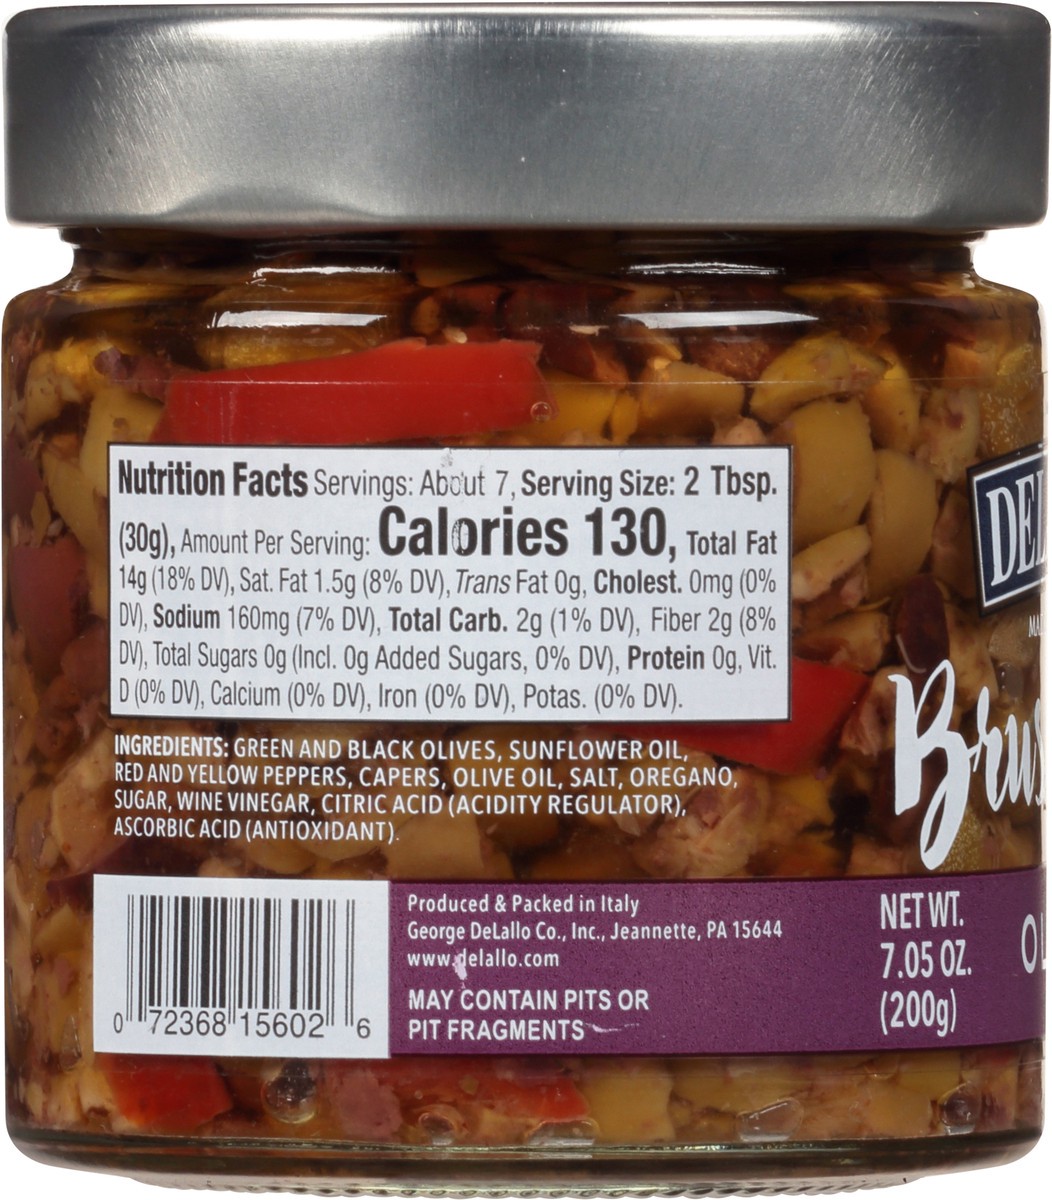 Nutrition Facts Servings: About 7, Serving Size: 2 Tbsp.
(30g), Amount Per Serving: Calories 130, Total Fat
14g (18% DV), Sat. Fat 1.5g (8% DV), Trans Fat 0g, Cholest. 0mg (0%
DV), Sodium 160mg (7% DV), Total Carb. 2g (1% DV), Fiber 2g (8%
DV), Total Sugars 0g (Incl. 0g Added Sugars, 0% DV), Protein 0g, Vit.
D (0% DV), Calcium (0% DV), Iron (0% DV), Potas. (0% DV).
INGREDIENTS: GREEN AND BLACK OLIVES, SUNFLOWER OIL,
RED AND YELLOW PEPPERS, CAPERS, OLIVE OIL, SALT, OREGANO,
SUGAR, WINE VINEGAR, CITRIC ACID (ACIDITY REGULATOR),
ASCORBIC ACID (ANTIOXIDANT).
0 72368 15602 6
Produced & Packed in Italy
George DeLallo Co., Inc., Jeannette, PA 15644
www.delallo.com
MAY CONTAIN PITS OR
PIT FRAGMENTS
DEL
MA
Brus
NET WT.
7.05 OZ.
(200g)
OL